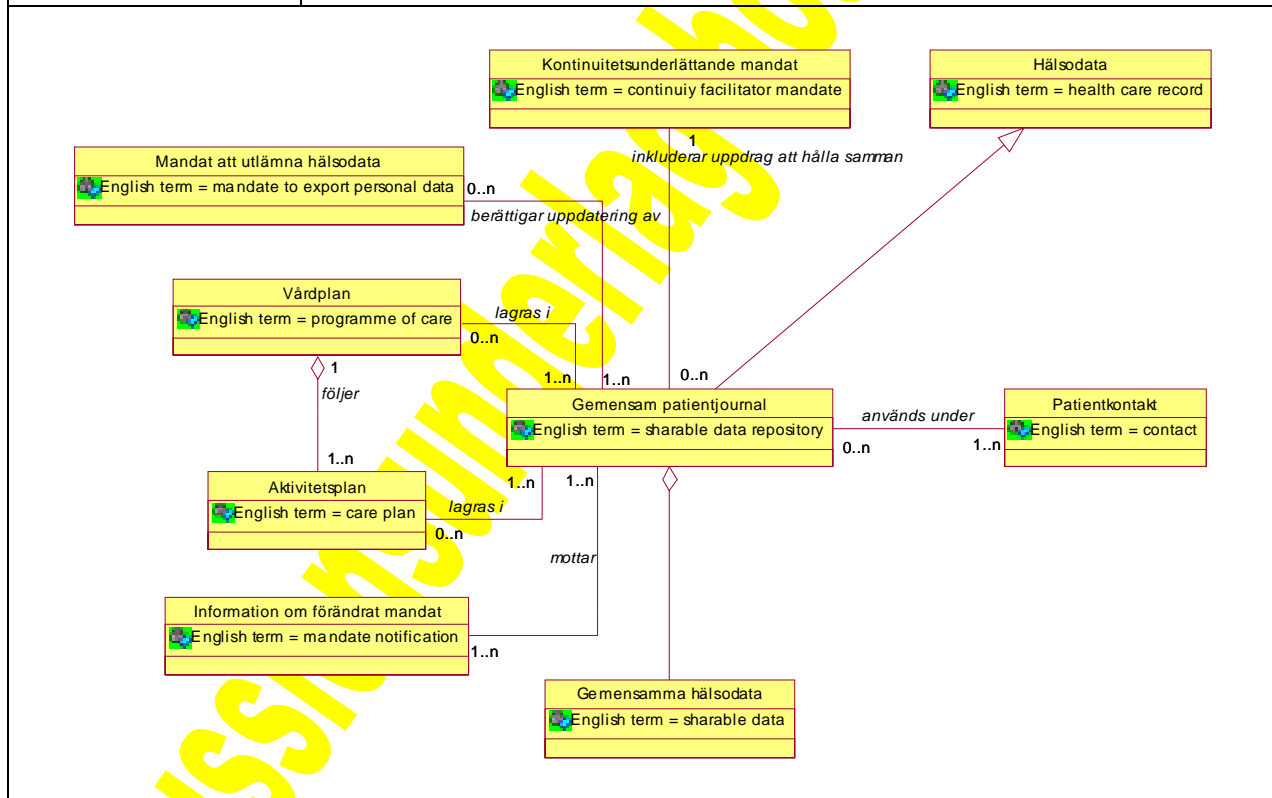 Kontinuitetsunderlättande mandat
English term = continuiy facilitator mandate
Hälsodata
English term = health care record
1
inkluderar uppdrag att hålla samman
Mandat att utlämna hälsodata
English term = mandate to export personal data
0..n
berättigar uppdatering av
Vårdplan
English term = programme of care
lagras i
0..n
1
följer
1..n
1..n
0..n
Gemensam patientjournal
English term = sharable data repository
används under
0..n
1..n
Patientkontakt
English term = contact
1..n
Aktivitetsplan
English term = care plan
1..n
lagras i
0..n
1..n
mottar
Information om förändrat mandat
English term = mandate notification
1..n
Gemensamma hälsodata
English term = sharable data
ussionsunderlag